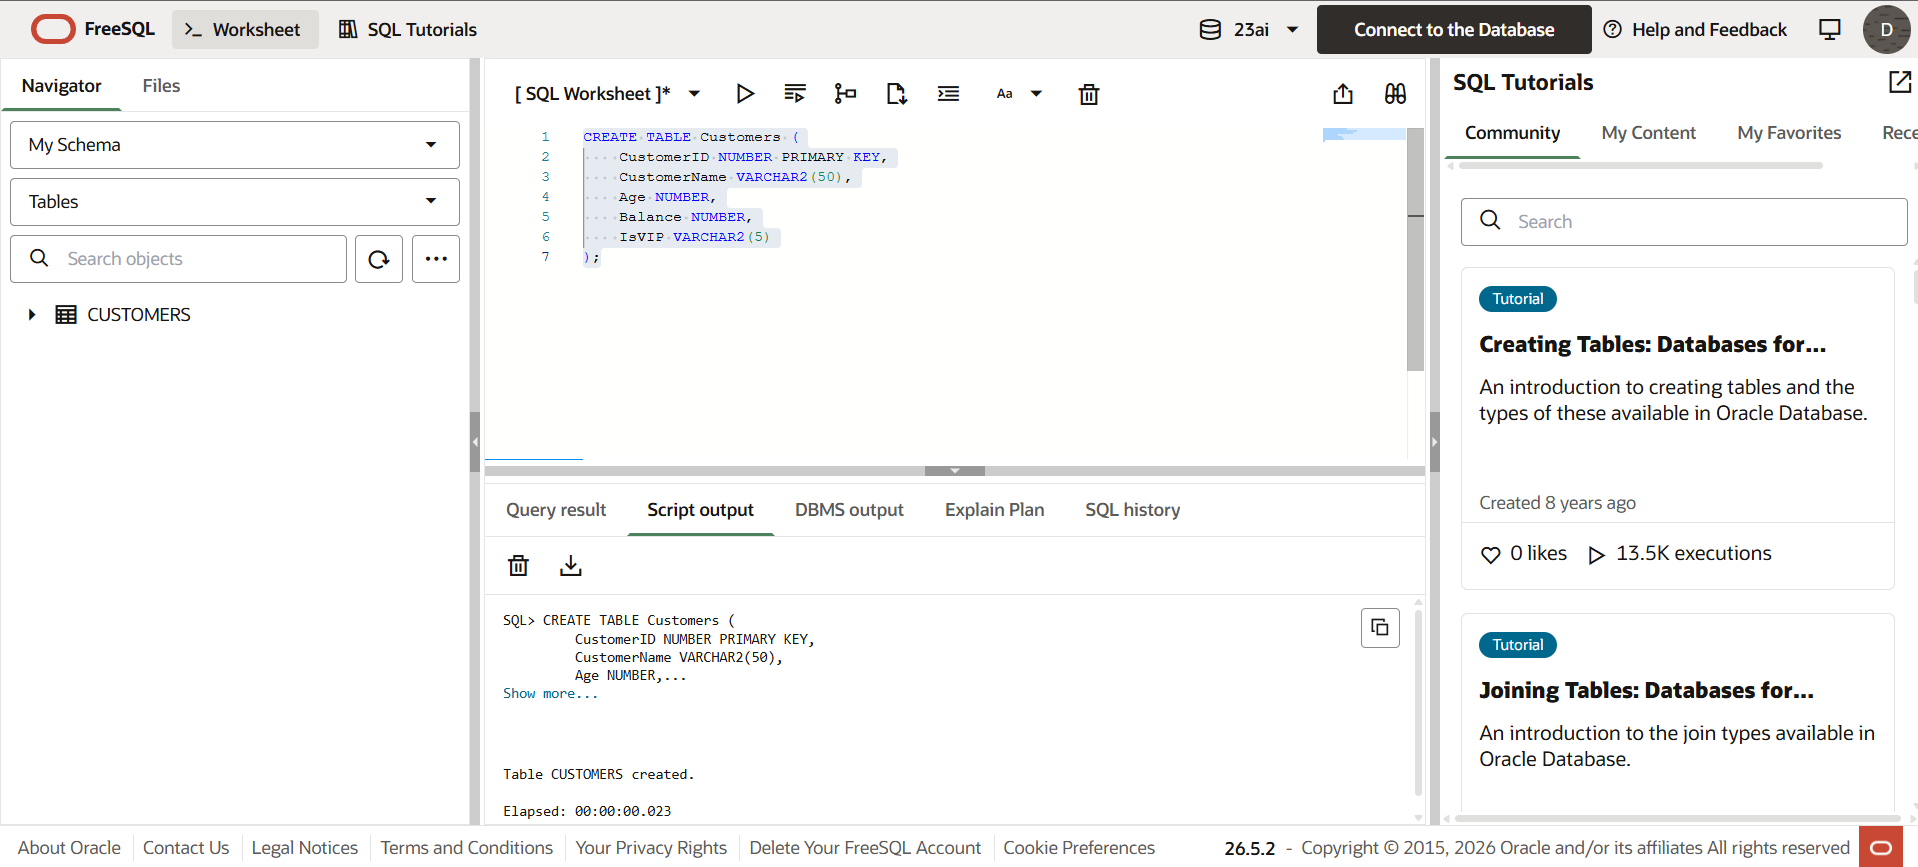 FreeSQL
Worksheet
SQL Tutorials
23ai
Connect to the Database
Help and Feedback
D
Navigator
Files
My Schema
Tables
Search objects
CUSTOMERS
[ SQL Worksheet ]*
Aa
1 CREATE TABLE Customers (
2 CustomerID NUMBER PRIMARY KEY,
3 CustomerName VARCHAR2(50),
4 Age NUMBER,
5 Balance NUMBER,
6 IsVIP VARCHAR2(5)
7 );
Query result
Script output
DBMS output
Explain Plan
SQL history
SQL> CREATE TABLE Customers (
CustomerID NUMBER PRIMARY KEY,
CustomerName VARCHAR2(50),
Age NUMBER,...
Show more...
Table CUSTOMERS created.
Elapsed: 00:00:00.023
SQL Tutorials
Community
My Content
My Favorites
Rece
Search
Tutorial
Creating Tables: Databases for...
An introduction to creating tables and the
types of these available in Oracle Database.
Created 8 years ago
0 likes
13.5K executions
Tutorial
Joining Tables: Databases for...
An introduction to the join types available in
Oracle Database.
About Oracle
Contact Us
Legal Notices
Terms and Conditions
Your Privacy Rights
Delete Your FreeSQL Account
Cookie Preferences
26.5.2 - Copyright © 2015, 2026 Oracle and/or its affiliates All rights reserved